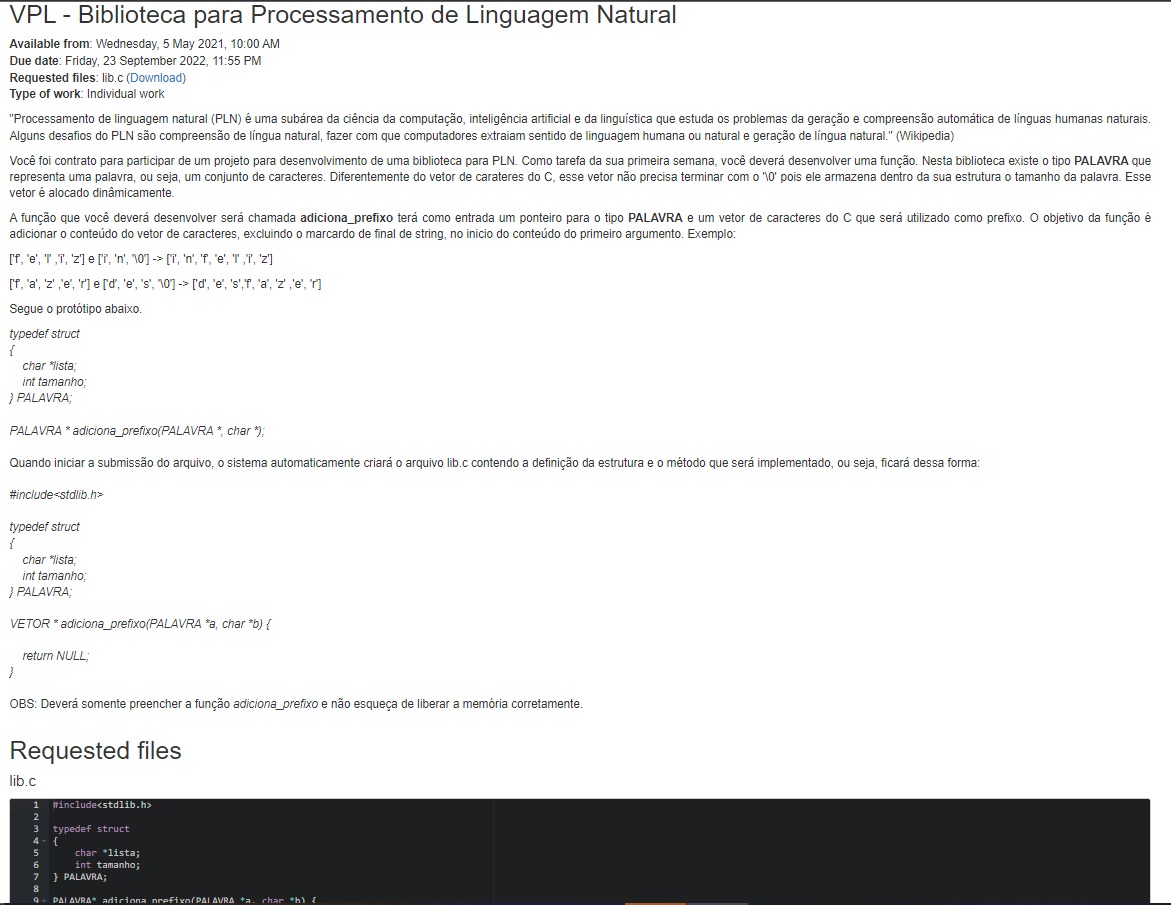 VPL - Biblioteca para Processamento de Linguagem Natural
Available from: Wednesday, 5 May 2021, 10:00 AM
Due date: Friday, 23 September 2022, 11:55 PM
Requested files: lib.c (Download)
Type of work: Individual work
"Processamento de linguagem natural (PLN) é uma subárea da ciência da computação, inteligência artificial e da linguística que estuda os problemas da geração e compreensão automática de línguas humanas naturais.
Alguns desafios do PLN são compreensão de língua natural, fazer com que computadores extraiam sentido de linguagem humana ou natural e geração de língua natural." (Wikipedia)
Você foi contrato para participar de um projeto para desenvolvimento de uma biblioteca para PLN. Como tarefa da sua primeira semana, você deverá desenvolver uma função. Nesta biblioteca existe o tipo PALAVRA que
representa uma palavra, ou seja, um conjunto de caracteres. Diferentemente do vetor de carateres do C, esse vetor não precisa terminar com o '\0' pois ele armazena dentro da sua estrutura o tamanho da palavra. Esse
vetor é alocado dinâmicamente.
A função que você deverá desenvolver será chamada adiciona_prefixo terá como entrada um ponteiro para o tipo PALAVRA e um vetor de caracteres do C que será utilizado como prefixo. O objetivo da função é
adicionar o conteúdo do vetor de caracteres, excluindo o marcardo de final de string, no inicio do conteúdo do primeiro argumento. Exemplo:
['f', 'e', 'l' ,'i', 'z'] e ['i', 'n', '\0'] -> ['i', 'n', 'f', 'e', 'l' ,'i', 'z']
['f', 'a', 'z' ,'e', 'r'] e ['d', 'e', 's', '\0'] -> ['d', 'e', 's','f', 'a', 'z' ,'e', 'r']
Segue o protótipo abaixo.
typedef struct
{
char *lista;
int tamanho;
} PALAVRA;
PALAVRA * adiciona_prefixo(PALAVRA *, char *);
Quando iniciar a submissão do arquivo, o sistema automaticamente criará o arquivo lib.c contendo a definição da estrutura e o método que será implementado, ou seja, ficará dessa forma:
#include<stdlib.h>
typedef struct
{
char *lista;
int tamanho;
} PALAVRA;
VETOR * adiciona_prefixo(PALAVRA *a, char *b) {
return NULL;
}
OBS: Deverá somente preencher a função adiciona_prefixo e não esqueça de liberar a memória corretamente.
Requested files
lib.c
1 #include<stdlib.h>
2
3 typedef struct
4 {
5 char *lista;
6 int tamanho;
7 } PALAVRA;
8
9 PALAVRA* adiciona_prefixo(PALAVRA *a, char *b) {